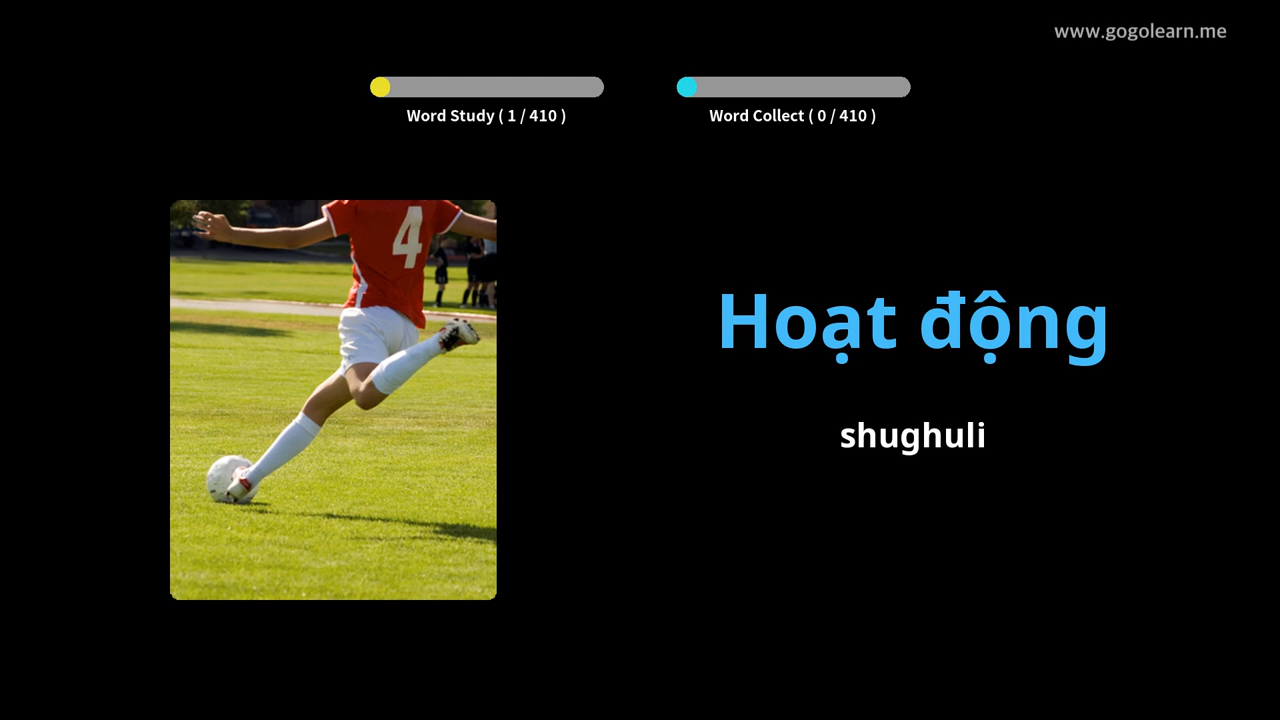 www.gogolearn.me
Word Study ( 1 / 410 )
Word Collect ( 0 / 410 )
4
Hoạt động
shughuli